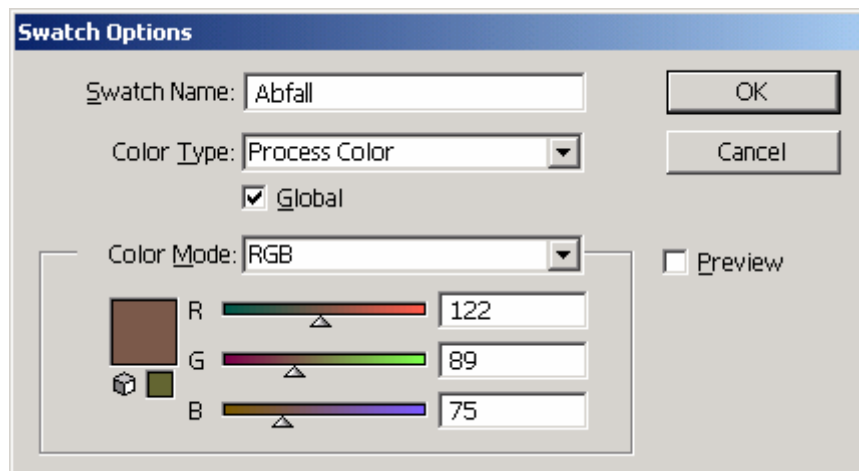 Swatch Options
Swatch Name: Abfall
OK
Color Type: Process Color
Cancel
Global
Color Mode: RGB
Preview
R 122
G 89
B 75